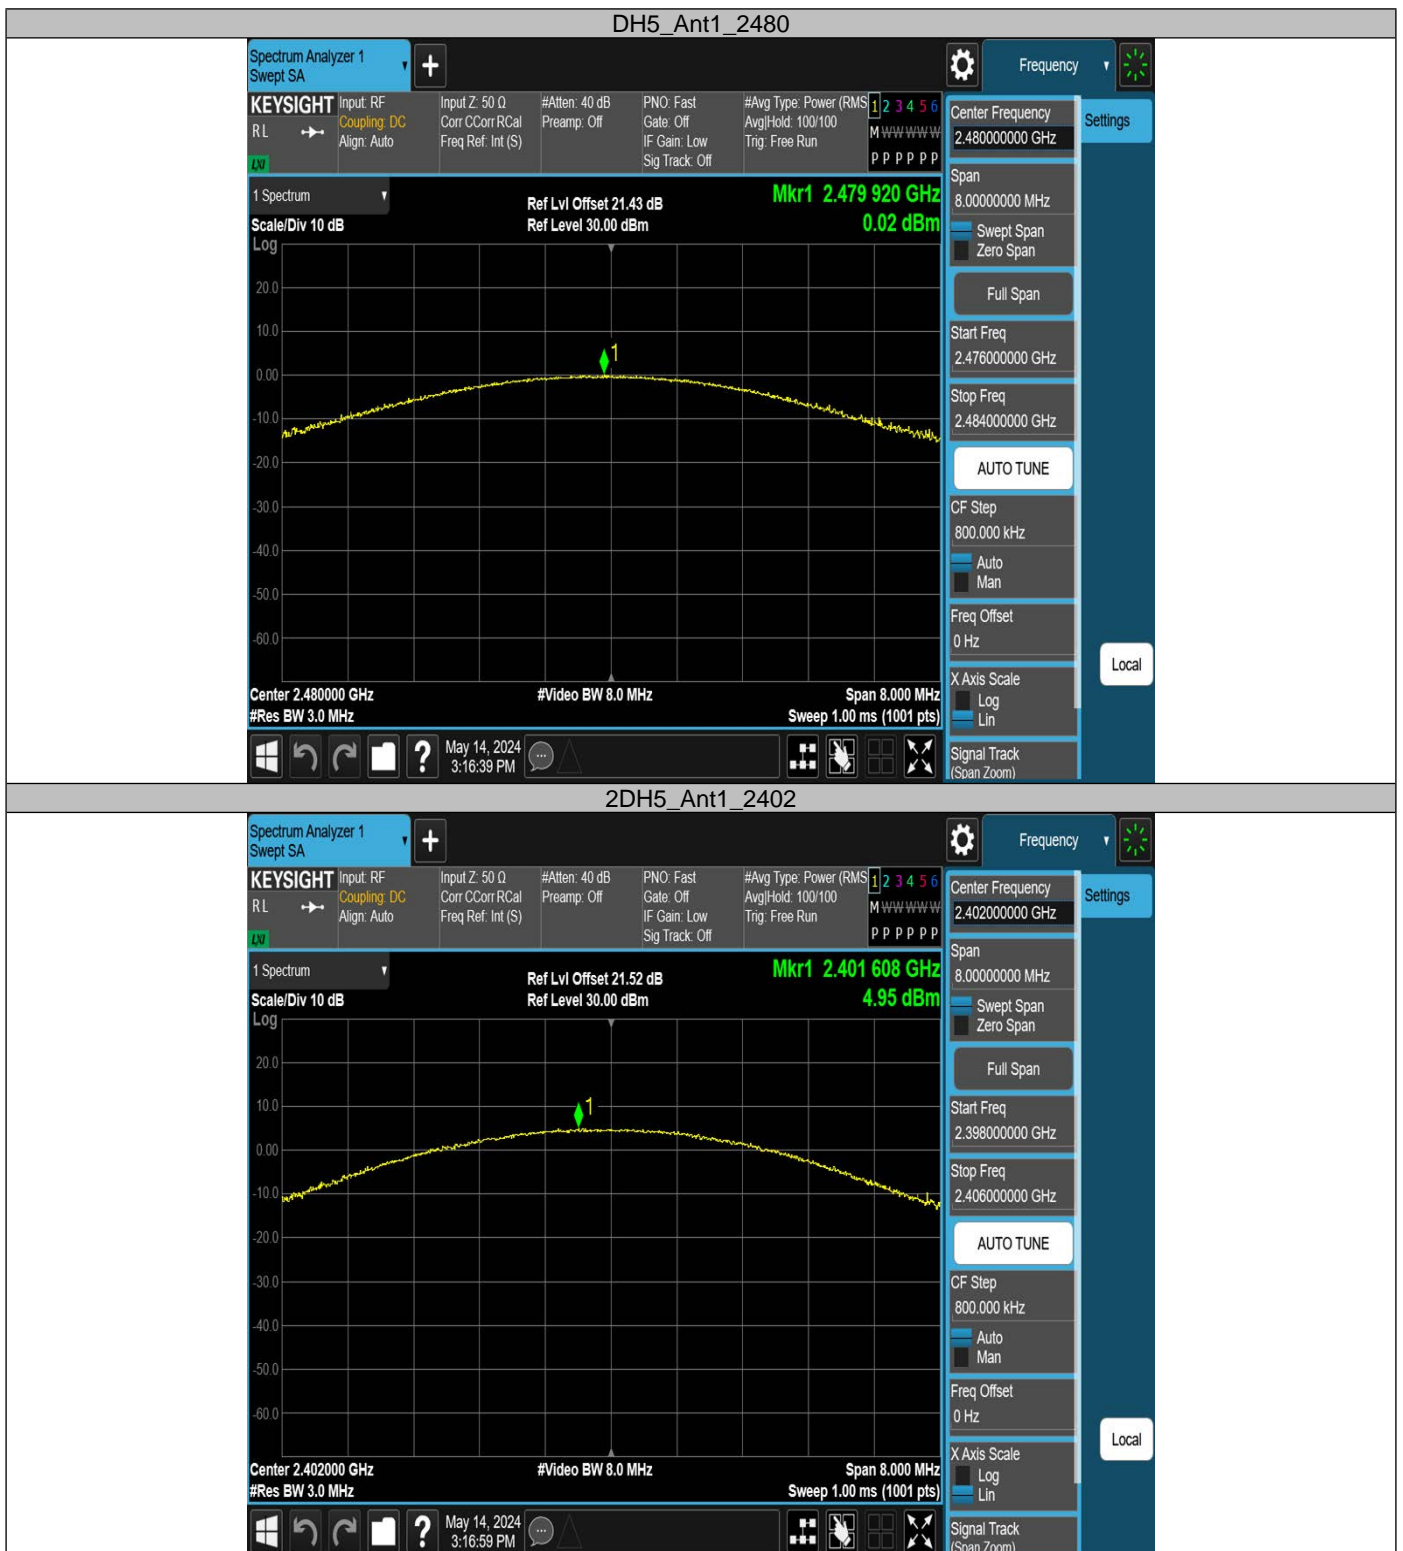 DH5_Ant1_2480
Spectrum Analyzer 1
Swept SA
+
Frequency
KEYSIGHT
RL
LXI
Input: RF
Coupling: DC
Align: Auto
Input Z: 50 Ω
Corr CCorr RCal
Freq Ref: Int (S)
#Atten: 40 dB
Preamp: Off
PNO: Fast
Gate: Off
IF Gain: Low
Sig Track: Off
#Avg Type: Power (RMS
Avg|Hold: 100/100
Trig: Free Run
1 2 3 4 5 6
M W W W W W
P P P P P P
Center Frequency
2.480000000 GHz
Settings
Span
8.00000000 MHz
Swept Span
Zero Span
Full Span
Start Freq
2.476000000 GHz
Stop Freq
2.484000000 GHz
AUTO TUNE
CF Step
800.000 kHz
Auto
Man
Freq Offset
0 Hz
X Axis Scale
Log
Lin
Signal Track
(Span Zoom)
Local
1 Spectrum
Scale/Div 10 dB
Log
Ref Lvl Offset 21.43 dB
Ref Level 30.00 dBm
Mkr1 2.479 920 GHz
0.02 dBm
20.0
10.0
0.00
-10.0
-20.0
-30.0
-40.0
-50.0
-60.0
1
Center 2.480000 GHz
#Res BW 3.0 MHz
#Video BW 8.0 MHz
Span 8.000 MHz
Sweep 1.00 ms (1001 pts)
?
May 14, 2024
3:16:39 PM
2DH5_Ant1_2402
Spectrum Analyzer 1
Swept SA
+
Frequency
KEYSIGHT
RL
LXI
Input: RF
Coupling: DC
Align: Auto
Input Z: 50 Ω
Corr CCorr RCal
Freq Ref: Int (S)
#Atten: 40 dB
Preamp: Off
PNO: Fast
Gate: Off
IF Gain: Low
Sig Track: Off
#Avg Type: Power (RMS
Avg|Hold: 100/100
Trig: Free Run
1 2 3 4 5 6
M W W W W W
P P P P P P
Center Frequency
2.402000000 GHz
Settings
Span
8.00000000 MHz
Swept Span
Zero Span
Full Span
Start Freq
2.398000000 GHz
Stop Freq
2.406000000 GHz
AUTO TUNE
CF Step
800.000 kHz
Auto
Man
Freq Offset
0 Hz
X Axis Scale
Log
Lin
Signal Track
(Span Zoom)
Local
1 Spectrum
Scale/Div 10 dB
Log
Ref Lvl Offset 21.52 dB
Ref Level 30.00 dBm
Mkr1 2.401 608 GHz
4.95 dBm
20.0
10.0
0.00
-10.0
-20.0
-30.0
-40.0
-50.0
-60.0
1
Center 2.402000 GHz
#Res BW 3.0 MHz
#Video BW 8.0 MHz
Span 8.000 MHz
Sweep 1.00 ms (1001 pts)
?
May 14, 2024
3:16:59 PM